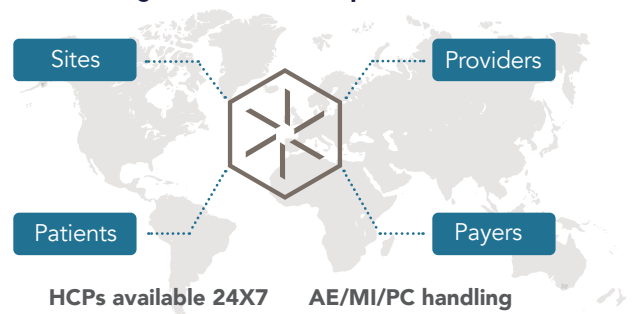 Sites
Providers
Patients
Payers
HCPs available 24X7 AE/MI/PC handling